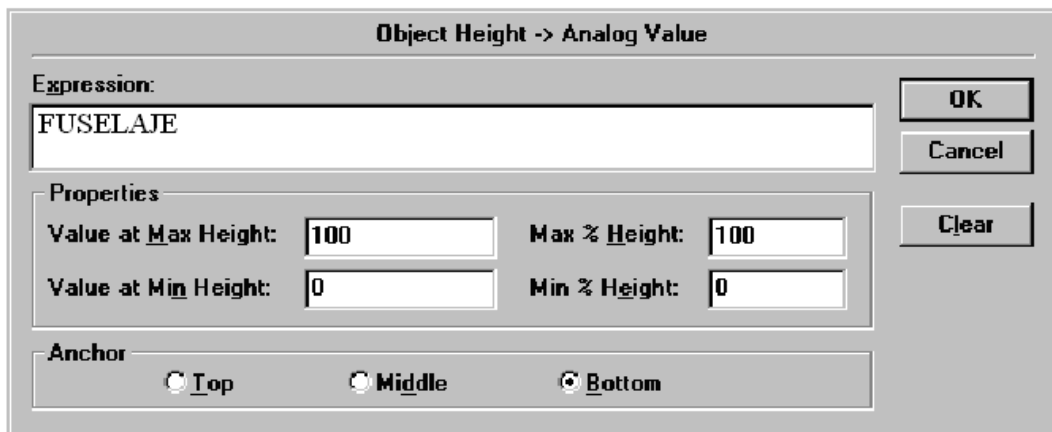 Object Height -> Analog Value
Expression:
FUSELAJE
OK
Cancel
Clear
Properties
Value at Max Height: 100 Max % Height: 100
Value at Min Height: 0 Min % Height: 0
Anchor
Top Middle Bottom